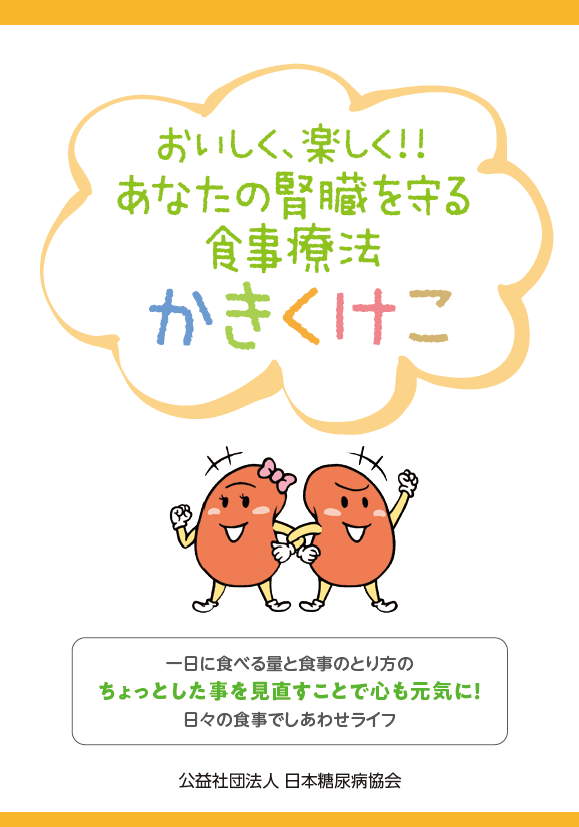 おいしく、楽しく!!
あなたの腎臓を守る
食事療法
かきくけこ
一日に食べる量と食事のとり方の
ちょっとした事を見直すことで心も元気に!
日々の食事でしあわせライフ
公益社団法人 日本糖尿病協会